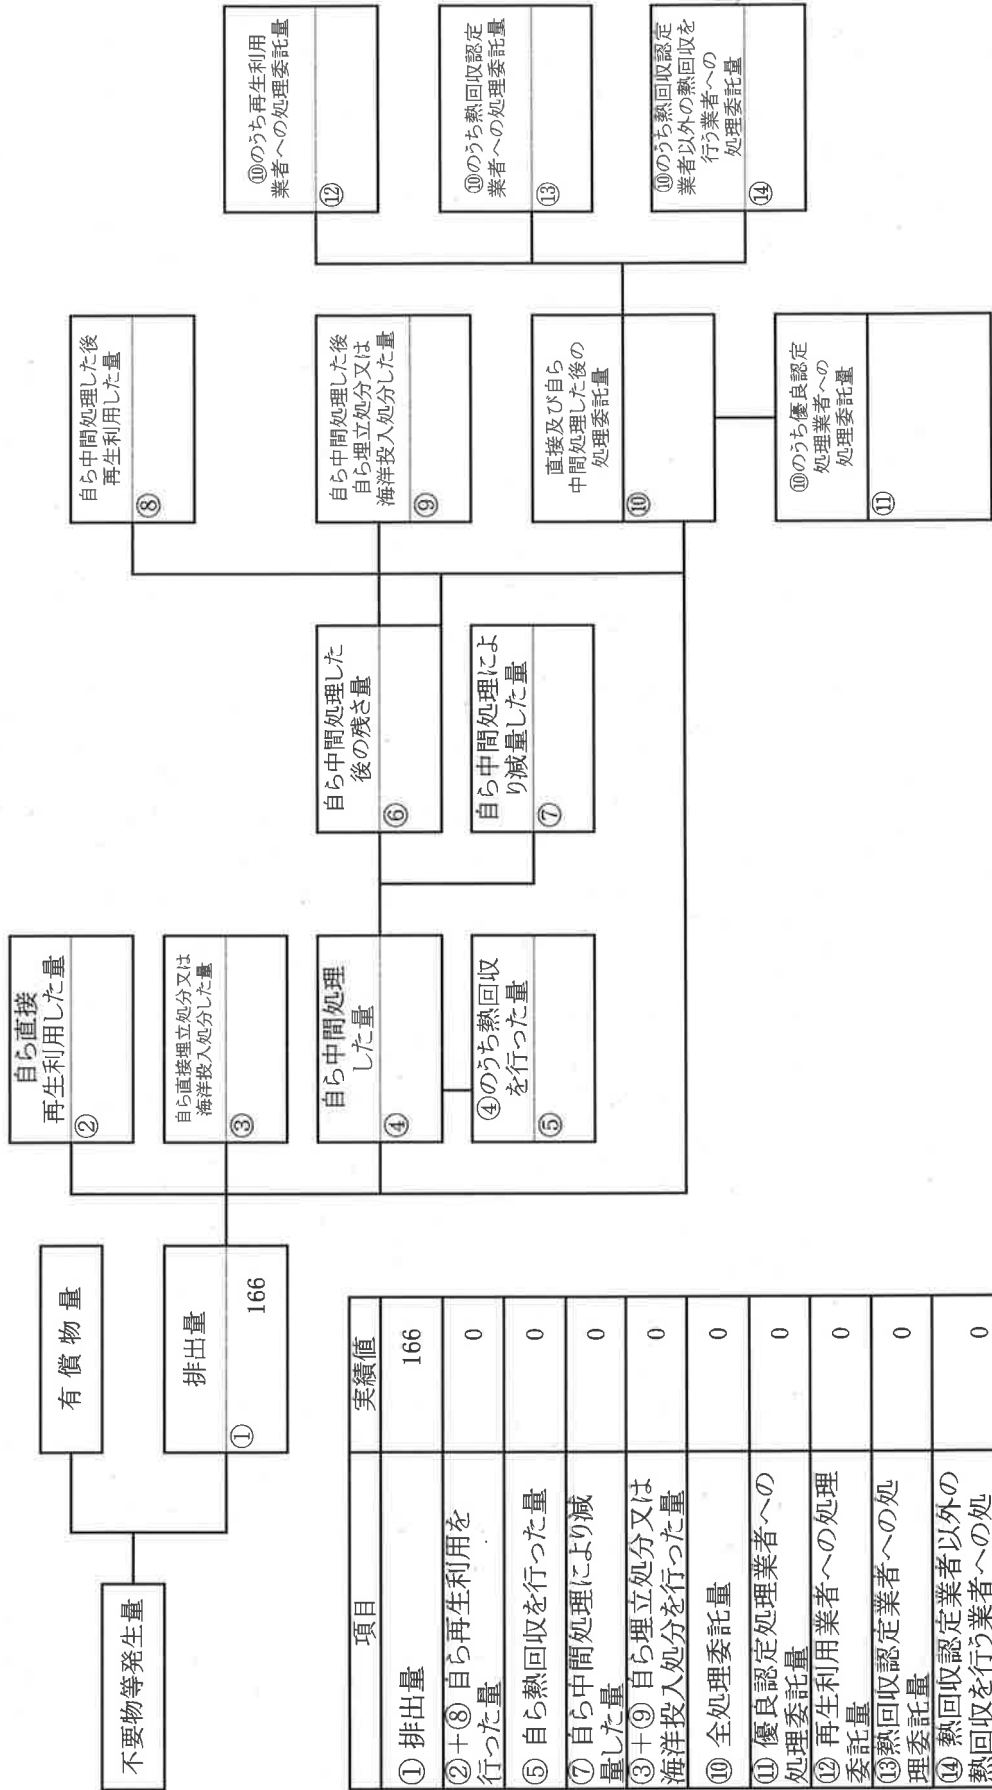 不要物等発生量
有償物量
排出量
①
166
自ら直接
再生利用した量
②
自ら直接埋立処分又は
海洋投入処分した量
③
自ら中間処理
した量
④
④のうち熱回収
を行った量
⑤
自ら中間処理した
後の残さ量
⑥
自ら中間処理によ
り減量した量
⑦
自ら中間処理した後
再生利用した量
⑧
自ら中間処理した後
自ら埋立処分又は
海洋投入処分した量
⑨
直接及び自ら
中間処理した後の
処理委託量
⑩
⑩のうち優良認定
処理業者への
処理委託量
⑪
⑩のうち再生利用
業者への処理委託量
⑫
⑩のうち熱回収認定
業者への処理委託量
⑬
⑩のうち熱回収認定
業者以外の熱回収を
行う業者への
処理委託量
⑭
項目 実績値
① 排出量 166
②+⑧ 自ら再生利用を
行った量 0
⑤ 自ら熱回収を行った量 0
⑦ 自ら中間処理により減
量した量 0
③+⑨ 自ら埋立処分又は
海洋投入処分を行った量 0
⑩ 全処理委託量 0
⑪ 優良認定処理業者への
処理委託量 0
⑫ 再生利用業者への処理
委託量 0
⑬熱回収認定業者への処
理委託量 0
⑭ 熱回収認定業者以外の
熱回収を行う業者への処 0